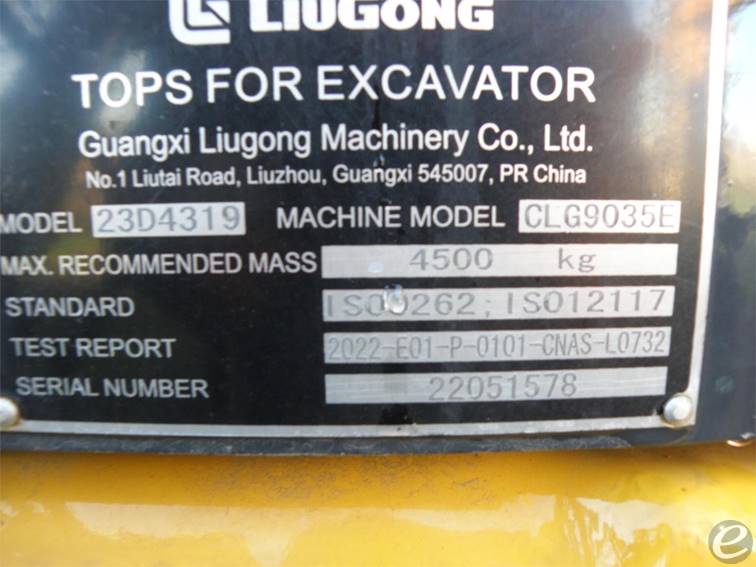 LIUGONG
TOPS FOR EXCAVATOR
Guangxi Liugong Machinery Co., Ltd.
No.1 Liutai Road, Liuzhou, Guangxi 545007, PR China
MODEL 23D4319 MACHINE MODEL CLG9035E
MAX. RECOMMENDED MASS 4500 kg
STANDARD ISO0262;ISO12117
TEST REPORT 2022-E01-P-0101-CNAS-L0732
SERIAL NUMBER 22051578
e